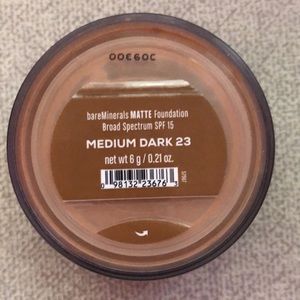 bareMinerals MATTE Foundation
Broad Spectrum SPF 15
MEDIUM DARK 23
net wt 6 g / 0.21 oz.
0 98132 23676 3